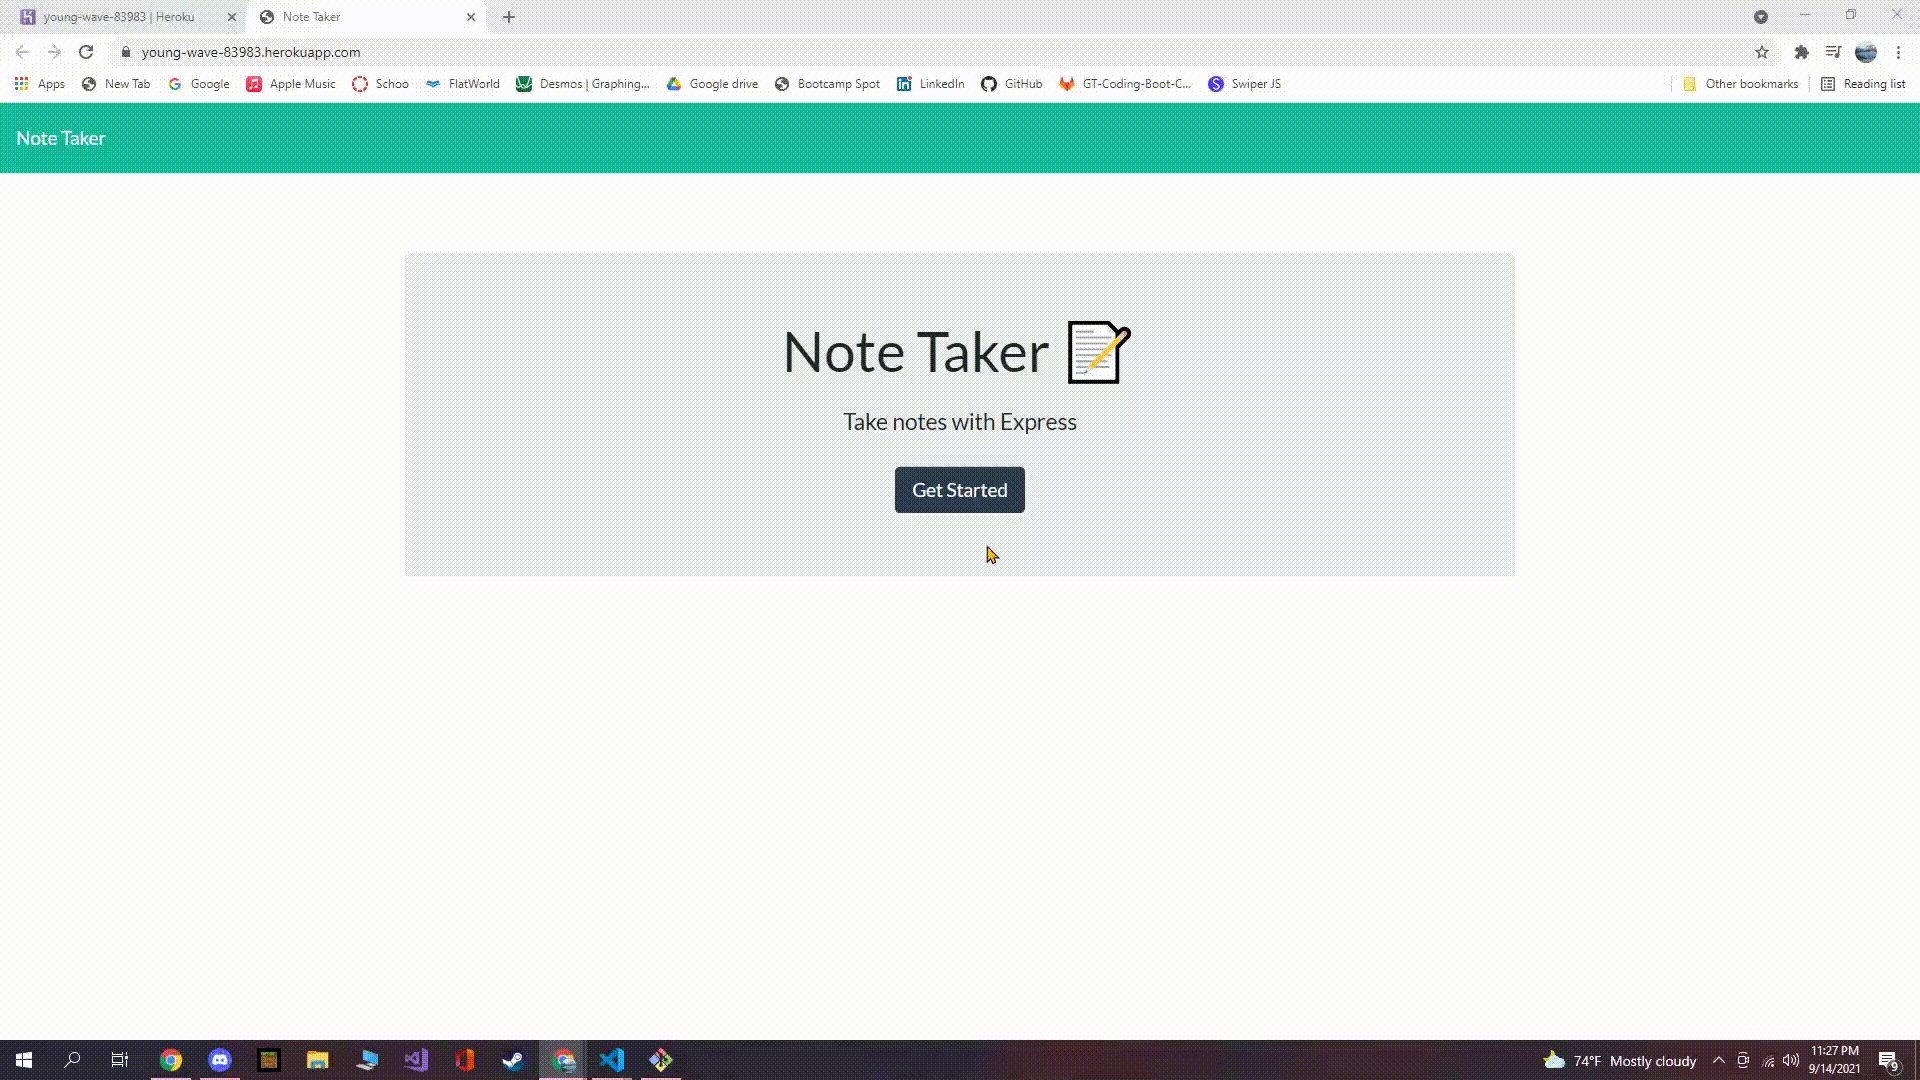 young-wave-83983 | Heroku
Note Taker
young-wave-83983.herokuapp.com
Apps
New Tab
Google
Apple Music
Schoo
FlatWorld
Desmos | Graphing...
Google drive
Bootcamp Spot
LinkedIn
GitHub
GT-Coding-Boot-C...
Swiper JS
Other bookmarks
Reading list
Note Taker
Note Taker
Take notes with Express
Get Started
74°F Mostly cloudy
11:27 PM
9/14/2021
9